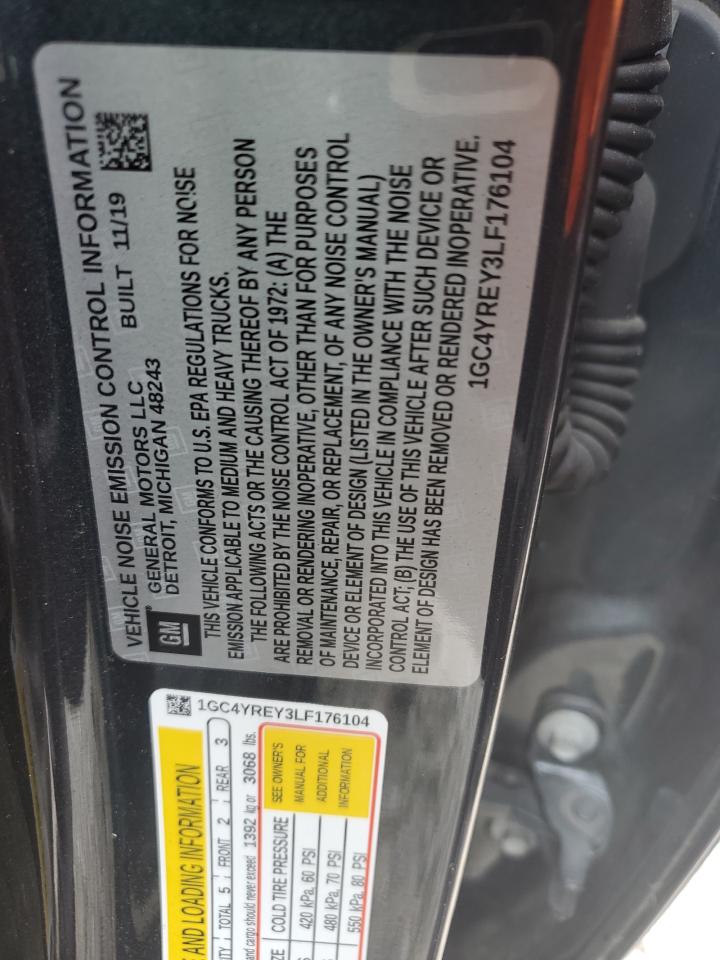 VEHICLE NOISE EMISSION CONTROL INFORMATION
GM
GENERAL MOTORS LLC BUILT 11/19
DETROIT, MICHIGAN 48243
THIS VEHICLE CONFORMS TO U.S. EPA REGULATIONS FOR NOISE
EMISSION APPLICABLE TO MEDIUM AND HEAVY TRUCKS.
THE FOLLOWING ACTS OR THE CAUSING THEREOF BY ANY PERSON
ARE PROHIBITED BY THE NOISE CONTROL ACT OF 1972: (A) THE
REMOVAL OR RENDERING INOPERATIVE, OTHER THAN FOR PURPOSES
OF MAINTENANCE, REPAIR, OR REPLACEMENT, OF ANY NOISE CONTROL
DEVICE OR ELEMENT OF DESIGN (LISTED IN THE OWNER'S MANUAL)
INCORPORATED INTO THIS VEHICLE IN COMPLIANCE WITH THE NOISE
CONTROL ACT; (B) THE USE OF THIS VEHICLE AFTER SUCH DEVICE OR
ELEMENT OF DESIGN HAS BEEN REMOVED OR RENDERED INOPERATIVE.
1GC4YREY3LF176104
1GC4YREY3LF176104
AND LOADING INFORMATION
TOTAL 5 FRONT 2 REAR 3
and cargo should never exceed 1392 kg or 3068 lbs.
COLD TIRE PRESSURE
420 kPa, 60 PSI
480 kPa, 70 PSI
550 kPa, 80 PSI
SEE OWNER'S
MANUAL FOR
ADDITIONAL
INFORMATION